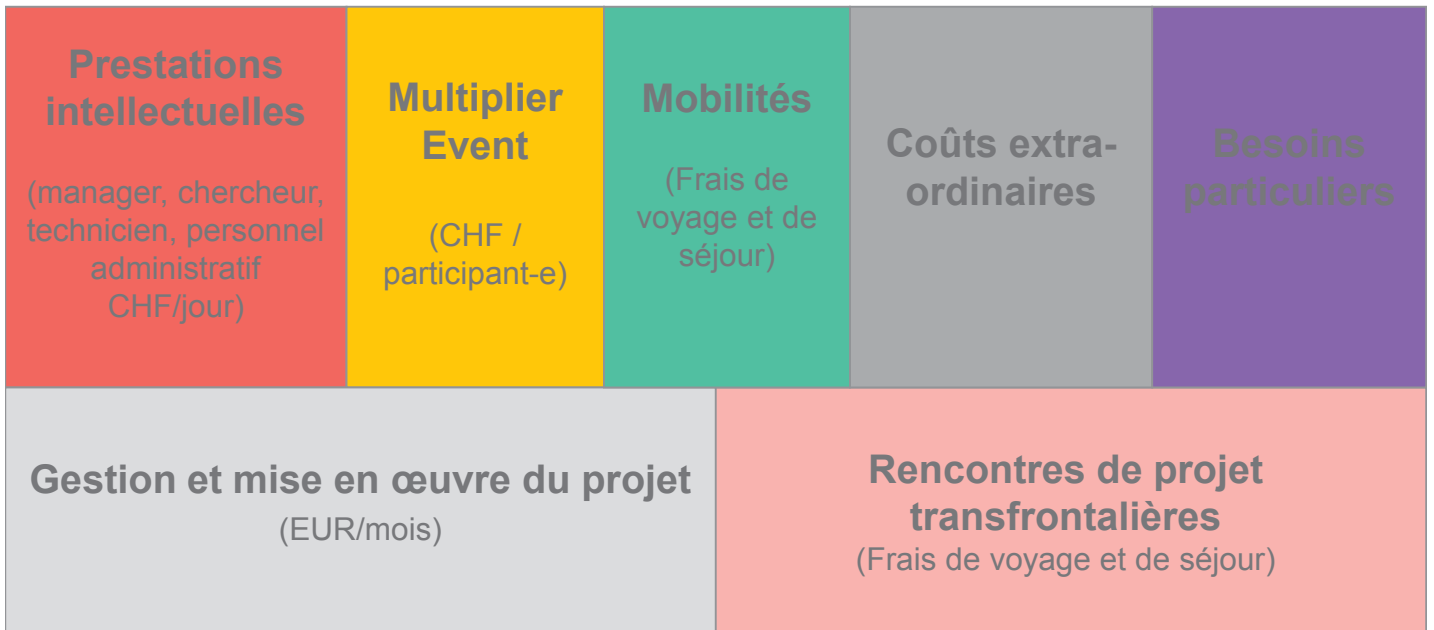 Prestations
intellectuelles
(manager, chercheur,
technicien, personnel
administratif
CHF/jour)
Multiplier
Event
(CHF /
participant-e)
Mobilités
(Frais de
voyage et de
séjour)
Coûts extra-
ordinaires
Besoins
particuliers
Gestion et mise en œuvre du projet
(EUR/mois)
Rencontres de projet
transfrontalières
(Frais de voyage et de séjour)